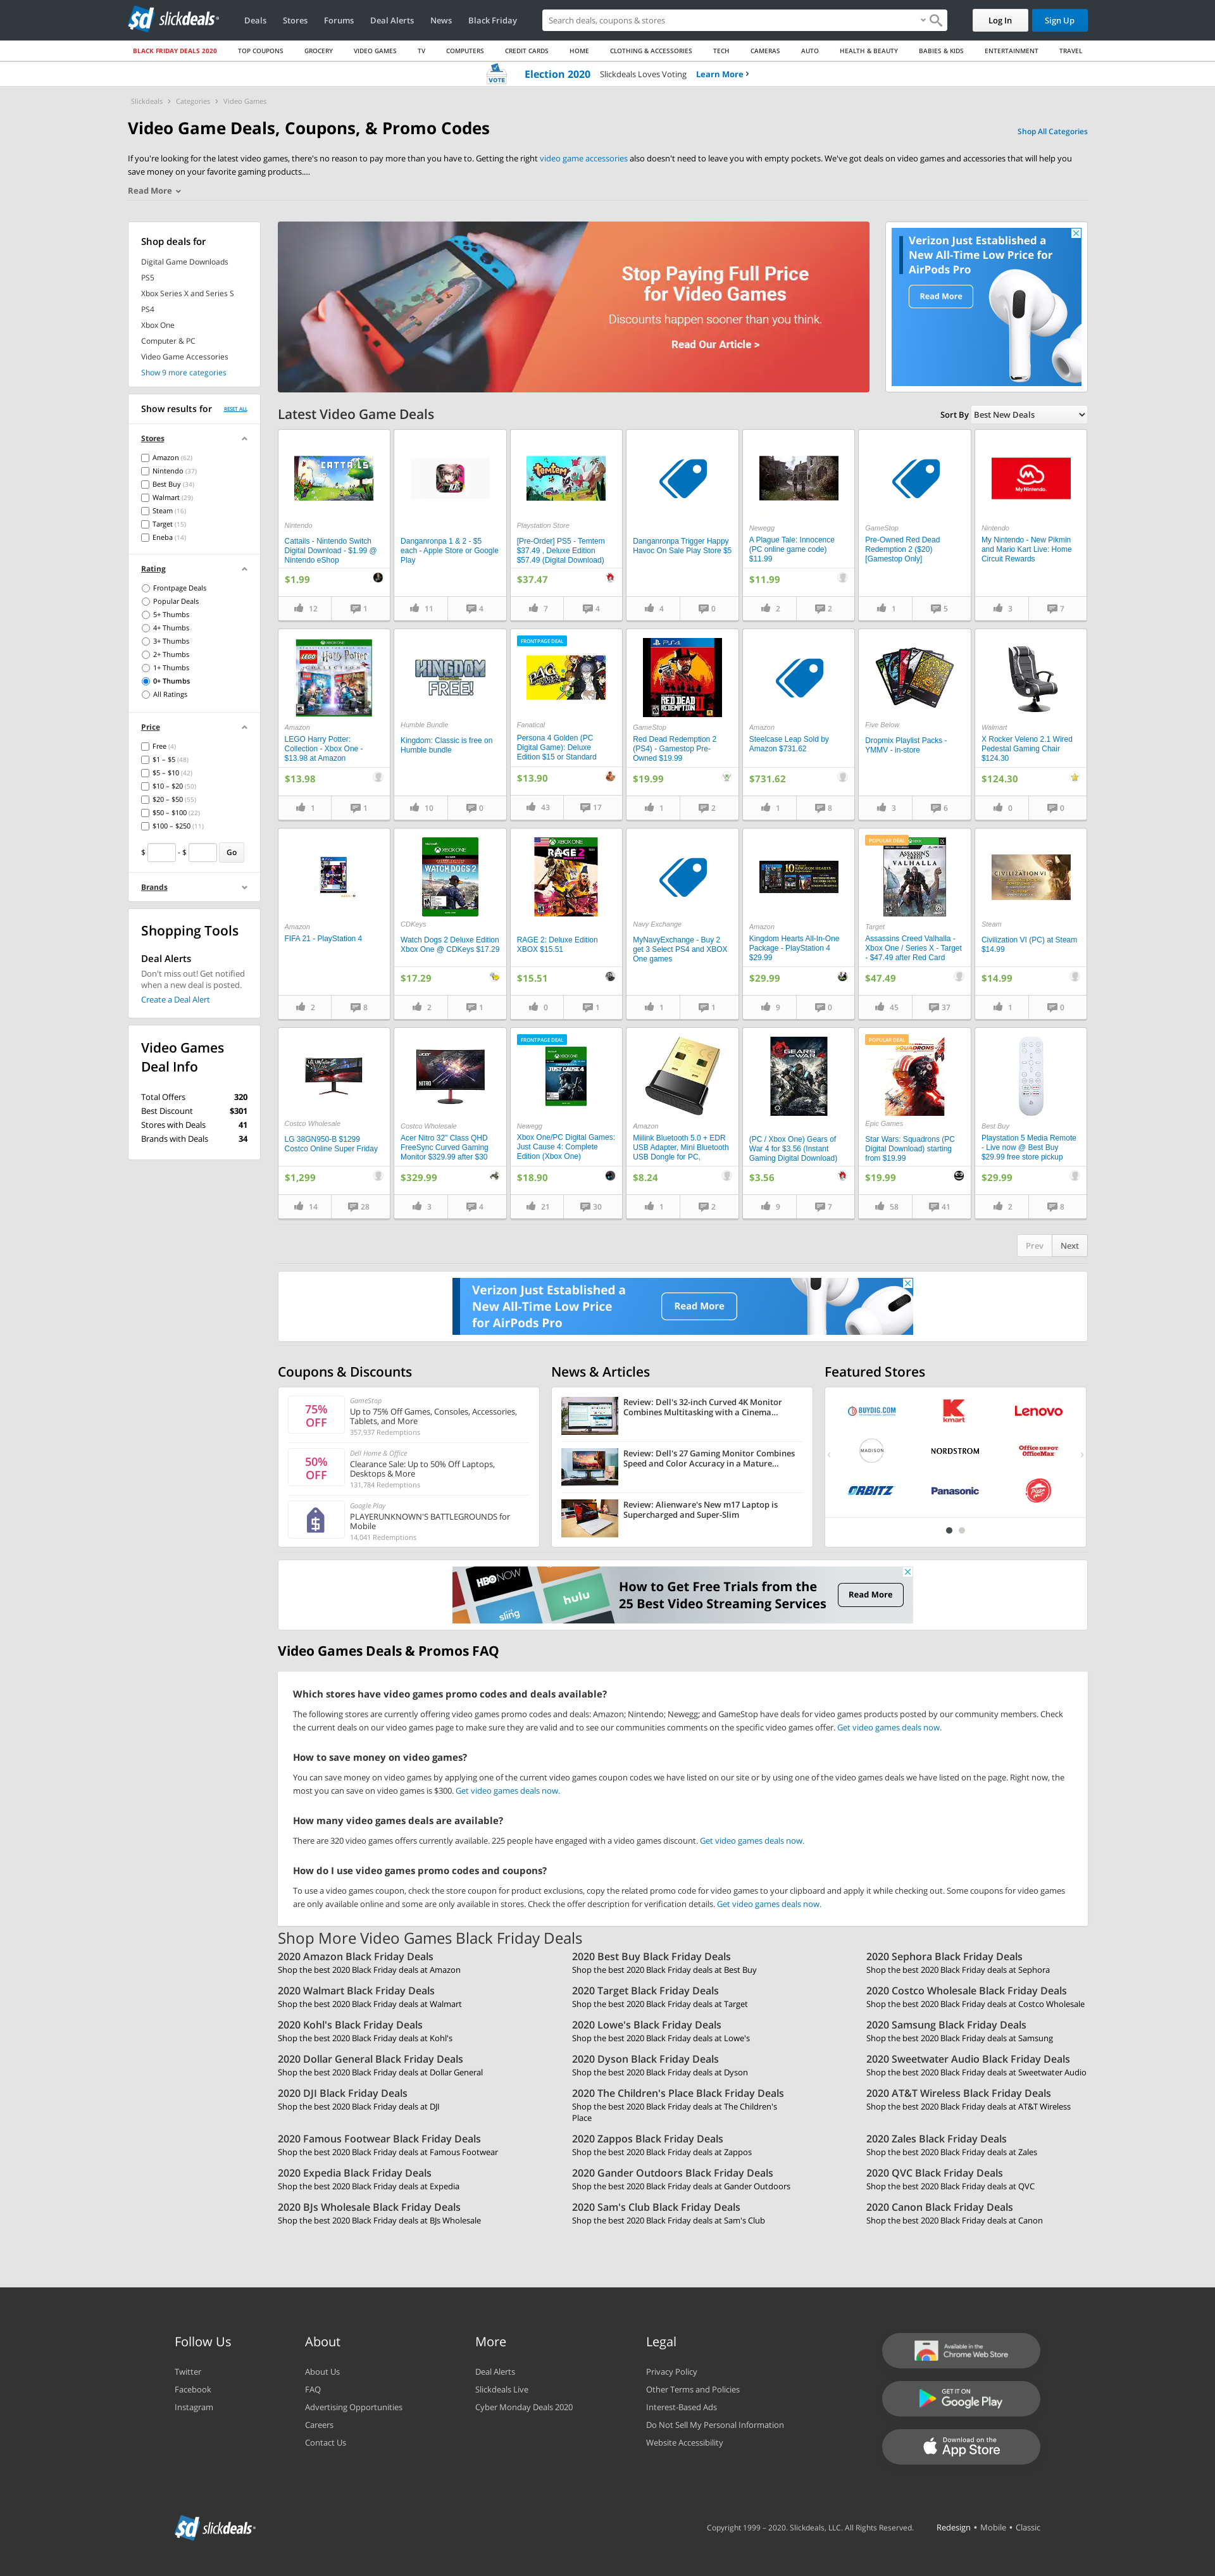 slickdeals
Deals
Stores
Forums
Deal Alerts
News
Black Friday
Search deals, coupons & stores
Log In
Sign Up
BLACK FRIDAY DEALS 2020
TOP COUPONS
GROCERY
VIDEO GAMES
TV
COMPUTERS
CREDIT CARDS
HOME
CLOTHING & ACCESSORIES
TECH
CAMERAS
AUTO
HEALTH & BEAUTY
BABIES & KIDS
ENTERTAINMENT
TRAVEL
VOTE
Election 2020 Slickdeals Loves Voting Learn More ›
Slickdeals › Categories › Video Games
Video Game Deals, Coupons, & Promo Codes
Shop All Categories
If you're looking for the latest video games, there's no reason to pay more than you have to. Getting the right video game accessories also doesn't need to leave you with empty pockets. We've got deals on video games and accessories that will help you
save money on your favorite gaming products....
Read More
Shop deals for
Digital Game Downloads
PS5
Xbox Series X and Series S
PS4
Xbox One
Computer & PC
Video Game Accessories
Show 9 more categories
Show results for
RESET ALL
Stores
Amazon (62)
Nintendo (37)
Best Buy (34)
Walmart (29)
Steam (16)
Target (15)
Eneba (14)
Rating
Frontpage Deals
Popular Deals
5+ Thumbs
4+ Thumbs
3+ Thumbs
2+ Thumbs
1+ Thumbs
0+ Thumbs
All Ratings
Price
Free (4)
$1 – $5 (48)
$5 – $10 (42)
$10 – $20 (50)
$20 – $50 (55)
$50 – $100 (22)
$100 – $250 (11)
$ - $ Go
Brands
Shopping Tools
Deal Alerts
Don't miss out! Get notified
when a new deal is posted.
Create a Deal Alert
Video Games
Deal Info
Total Offers 320
Best Discount $301
Stores with Deals 41
Brands with Deals 34
Stop Paying Full Price
for Video Games
Discounts happen sooner than you think.
Read Our Article >
Verizon Just Established a
New All-Time Low Price for
AirPods Pro
Read More
Latest Video Game Deals
Sort By Best New Deals
CATTAILS
Nintendo
Cattails - Nintendo Switch
Digital Download - $1.99 @
Nintendo eShop
$1.99
12 1
Danganronpa 1 & 2 - $5
each - Apple Store or Google
Play
11 4
temtem
Playstation Store
[Pre-Order] PS5 - Temtem
$37.49 , Deluxe Edition
$57.49 (Digital Download)
$37.47
7 4
Danganronpa Trigger Happy
Havoc On Sale Play Store $5
4 0
Newegg
A Plague Tale: Innocence
(PC online game code)
$11.99
$11.99
2 2
GameStop
Pre-Owned Red Dead
Redemption 2 ($20)
[Gamestop Only]
1 5
My Nintendo
Nintendo
My Nintendo - New Pikmin
and Mario Kart Live: Home
Circuit Rewards
3 7
LEGO Harry Potter
Amazon
LEGO Harry Potter:
Collection - Xbox One -
$13.98 at Amazon
$13.98
1 1
KINGDOM
FREE!
Humble Bundle
Kingdom: Classic is free on
Humble bundle
10 0
FRONTPAGE DEAL
Fanatical
Persona 4 Golden (PC
Digital Game): Deluxe
Edition $15 or Standard
$13.90
43 17
PS4
RED DEAD
GameStop
Red Dead Redemption 2
(PS4) - Gamestop Pre-
Owned $19.99
$19.99
1 2
Amazon
Steelcase Leap Sold by
Amazon $731.62
$731.62
1 8
Five Below
Dropmix Playlist Packs -
YMMV - in-store
3 6
Walmart
X Rocker Veleno 2.1 Wired
Pedestal Gaming Chair
$124.30
$124.30
0 0
Amazon
FIFA 21 - PlayStation 4
2 8
XBOX ONE
WATCH DOGS 2
CDKeys
Watch Dogs 2 Deluxe Edition
Xbox One @ CDKeys $17.29
$17.29
2 1
XBOX ONE
RAGE 2
RAGE 2: Deluxe Edition
XBOX $15.51
$15.51
0 1
Navy Exchange
MyNavyExchange - Buy 2
get 3 Select PS4 and XBOX
One games
1 1
10
Amazon
Kingdom Hearts All-In-One
Package - PlayStation 4
$29.99
$29.99
9 0
POPULAR DEAL
ASSASSIN'S CREED
VALHALLA
Target
Assassins Creed Valhalla -
Xbox One / Series X - Target
- $47.49 after Red Card
$47.49
45 37
CIVILIZATION VI
Steam
Civilization VI (PC) at Steam
$14.99
$14.99
1 0
Costco Wholesale
LG 38GN950-B $1299
Costco Online Super Friday
$1,299
14 28
acer
NITRO
Costco Wholesale
Acer Nitro 32" Class QHD
FreeSync Curved Gaming
Monitor $329.99 after $30
$329.99
3 4
FRONTPAGE DEAL
JUST CAUSE 4
Newegg
Xbox One/PC Digital Games:
Just Cause 4: Complete
Edition (Xbox One)
$18.90
21 30
Amazon
Miilink Bluetooth 5.0 + EDR
USB Adapter, Mini Bluetooth
USB Dongle for PC,
$8.24
1 2
GEARS WAR
(PC / Xbox One) Gears of
War 4 for $3.56 (Instant
Gaming Digital Download)
$3.56
9 7
POPULAR DEAL
SQUADRONS
Epic Games
Star Wars: Squadrons (PC
Digital Download) starting
from $19.99
$19.99
58 41
Best Buy
Playstation 5 Media Remote
- Live now @ Best Buy
$29.99 free store pickup
$29.99
2 8
Prev Next
Verizon Just Established a
New All-Time Low Price
for AirPods Pro
Read More
Coupons & Discounts
75%
OFF
GameStop
Up to 75% Off Games, Consoles, Accessories,
Tablets, and More
357,937 Redemptions
50%
OFF
Dell Home & Office
Clearance Sale: Up to 50% Off Laptops,
Desktops & More
131,784 Redemptions
Google Play
PLAYERUNKNOWN'S BATTLEGROUNDS for
Mobile
14,041 Redemptions
News & Articles
Review: Dell's 32-inch Curved 4K Monitor
Combines Multitasking with a Cinema...
Review: Dell's 27 Gaming Monitor Combines
Speed and Color Accuracy in a Mature...
Review: Alienware's New m17 Laptop is
Supercharged and Super-Slim
Featured Stores
BUYDIG.COM
kmart
Lenovo
MADISON
NORDSTROM
Office DEPOT
OfficeMax
ORBITZ
Panasonic
Pizza Hut
HBO NOW
sling
hulu
How to Get Free Trials from the
25 Best Video Streaming Services
Read More
Video Games Deals & Promos FAQ
Which stores have video games promo codes and deals available?
The following stores are currently offering video games promo codes and deals: Amazon; Nintendo; Newegg; and GameStop have deals for video games products posted by our community members. Check
the current deals on our video games page to make sure they are valid and to see our communities comments on the specific video games offer. Get video games deals now.
How to save money on video games?
You can save money on video games by applying one of the current video games coupon codes we have listed on our site or by using one of the video games deals we have listed on the page. Right now, the
most you can save on video games is $300. Get video games deals now.
How many video games deals are available?
There are 320 video games offers currently available. 225 people have engaged with a video games discount. Get video games deals now.
How do I use video games promo codes and coupons?
To use a video games coupon, check the store coupon for product exclusions, copy the related promo code for video games to your clipboard and apply it while checking out. Some coupons for video games
are only available online and some are only available in stores. Check the offer description for verification details. Get video games deals now.
Shop More Video Games Black Friday Deals
2020 Amazon Black Friday Deals
Shop the best 2020 Black Friday deals at Amazon
2020 Best Buy Black Friday Deals
Shop the best 2020 Black Friday deals at Best Buy
2020 Sephora Black Friday Deals
Shop the best 2020 Black Friday deals at Sephora
2020 Walmart Black Friday Deals
Shop the best 2020 Black Friday deals at Walmart
2020 Target Black Friday Deals
Shop the best 2020 Black Friday deals at Target
2020 Costco Wholesale Black Friday Deals
Shop the best 2020 Black Friday deals at Costco Wholesale
2020 Kohl's Black Friday Deals
Shop the best 2020 Black Friday deals at Kohl's
2020 Lowe's Black Friday Deals
Shop the best 2020 Black Friday deals at Lowe's
2020 Samsung Black Friday Deals
Shop the best 2020 Black Friday deals at Samsung
2020 Dollar General Black Friday Deals
Shop the best 2020 Black Friday deals at Dollar General
2020 Dyson Black Friday Deals
Shop the best 2020 Black Friday deals at Dyson
2020 Sweetwater Audio Black Friday Deals
Shop the best 2020 Black Friday deals at Sweetwater Audio
2020 DJI Black Friday Deals
Shop the best 2020 Black Friday deals at DJI
2020 The Children's Place Black Friday Deals
Shop the best 2020 Black Friday deals at The Children's
Place
2020 AT&T Wireless Black Friday Deals
Shop the best 2020 Black Friday deals at AT&T Wireless
2020 Famous Footwear Black Friday Deals
Shop the best 2020 Black Friday deals at Famous Footwear
2020 Zappos Black Friday Deals
Shop the best 2020 Black Friday deals at Zappos
2020 Zales Black Friday Deals
Shop the best 2020 Black Friday deals at Zales
2020 Expedia Black Friday Deals
Shop the best 2020 Black Friday deals at Expedia
2020 Gander Outdoors Black Friday Deals
Shop the best 2020 Black Friday deals at Gander Outdoors
2020 QVC Black Friday Deals
Shop the best 2020 Black Friday deals at QVC
2020 BJs Wholesale Black Friday Deals
Shop the best 2020 Black Friday deals at BJs Wholesale
2020 Sam's Club Black Friday Deals
Shop the best 2020 Black Friday deals at Sam's Club
2020 Canon Black Friday Deals
Shop the best 2020 Black Friday deals at Canon
Follow Us
Twitter
Facebook
Instagram
About
About Us
FAQ
Advertising Opportunities
Careers
Contact Us
More
Deal Alerts
Slickdeals Live
Cyber Monday Deals 2020
Legal
Privacy Policy
Other Terms and Policies
Interest-Based Ads
Do Not Sell My Personal Information
Website Accessibility
Available in the
Chrome Web Store
GET IT ON
Google Play
Download on the
App Store
slickdeals
Copyright 1999 – 2020. Slickdeals, LLC. All Rights Reserved.
Redesign • Mobile • Classic